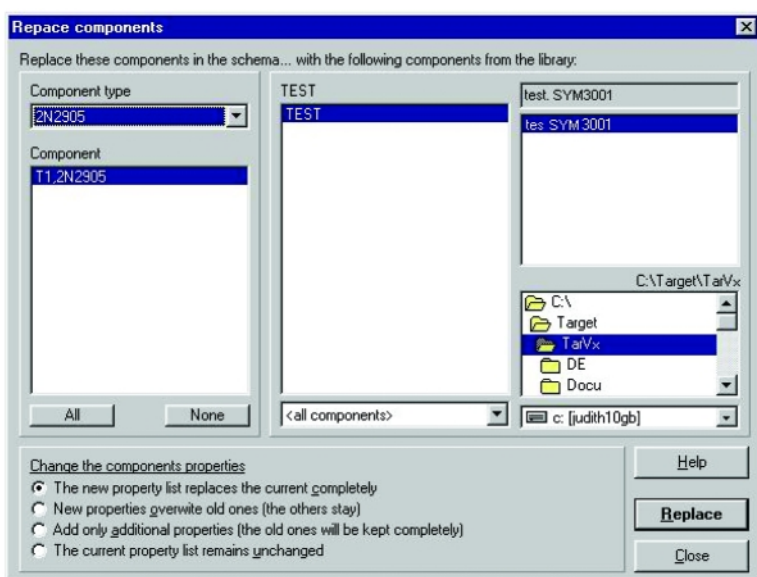 Repace components
Replace these components in the schema... with the following components from the library:
Component type
2N2905
Component
T1,2N2905
All
None
TEST
TEST
<all components>
test. SYM3001
tes SYM3001
C:\Target\TarVx
C:\
Target
TarVx
DE
Docu
c: [judith10gb]
Change the components properties
The new property list replaces the current completely
New properties overwite old ones (the others stay)
Add only additional properties (the old ones will be kept completely)
The current property list remains unchanged
Help
Replace
Close